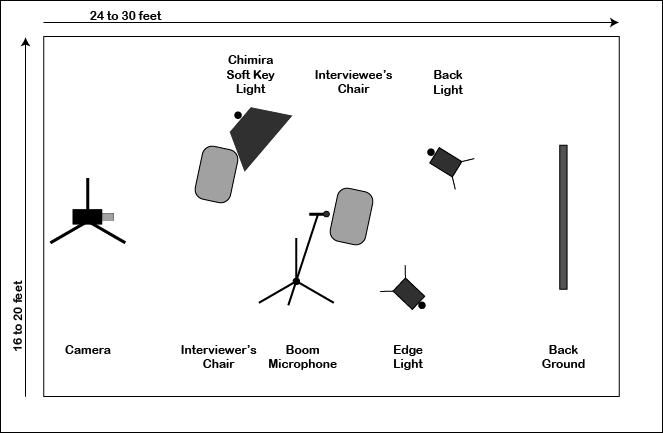 24 to 30 feet
Chimira
Soft Key
Light
Interviewee's
Chair
Back
Light
16 to 20 feet
Camera
Interviewer's
Chair
Boom
Microphone
Edge
Light
Back
Ground